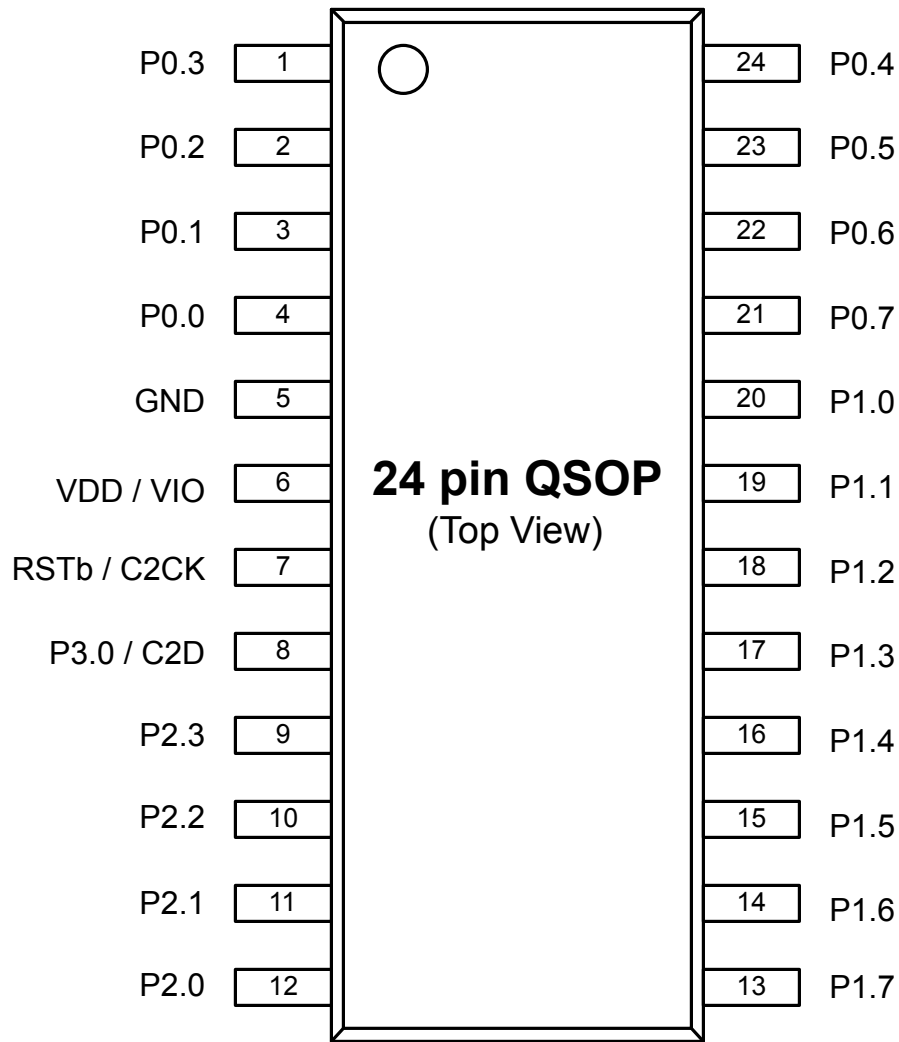 P0.3 1 24 P0.4
P0.2 2 23 P0.5
P0.1 3 22 P0.6
P0.0 4 21 P0.7
GND 5 20 P1.0
VDD / VIO 6 24 pin QSOP 19 P1.1
(Top View)
RSTb / C2CK 7 18 P1.2
P3.0 / C2D 8 17 P1.3
P2.3 9 16 P1.4
P2.2 10 15 P1.5
P2.1 11 14 P1.6
P2.0 12 13 P1.7